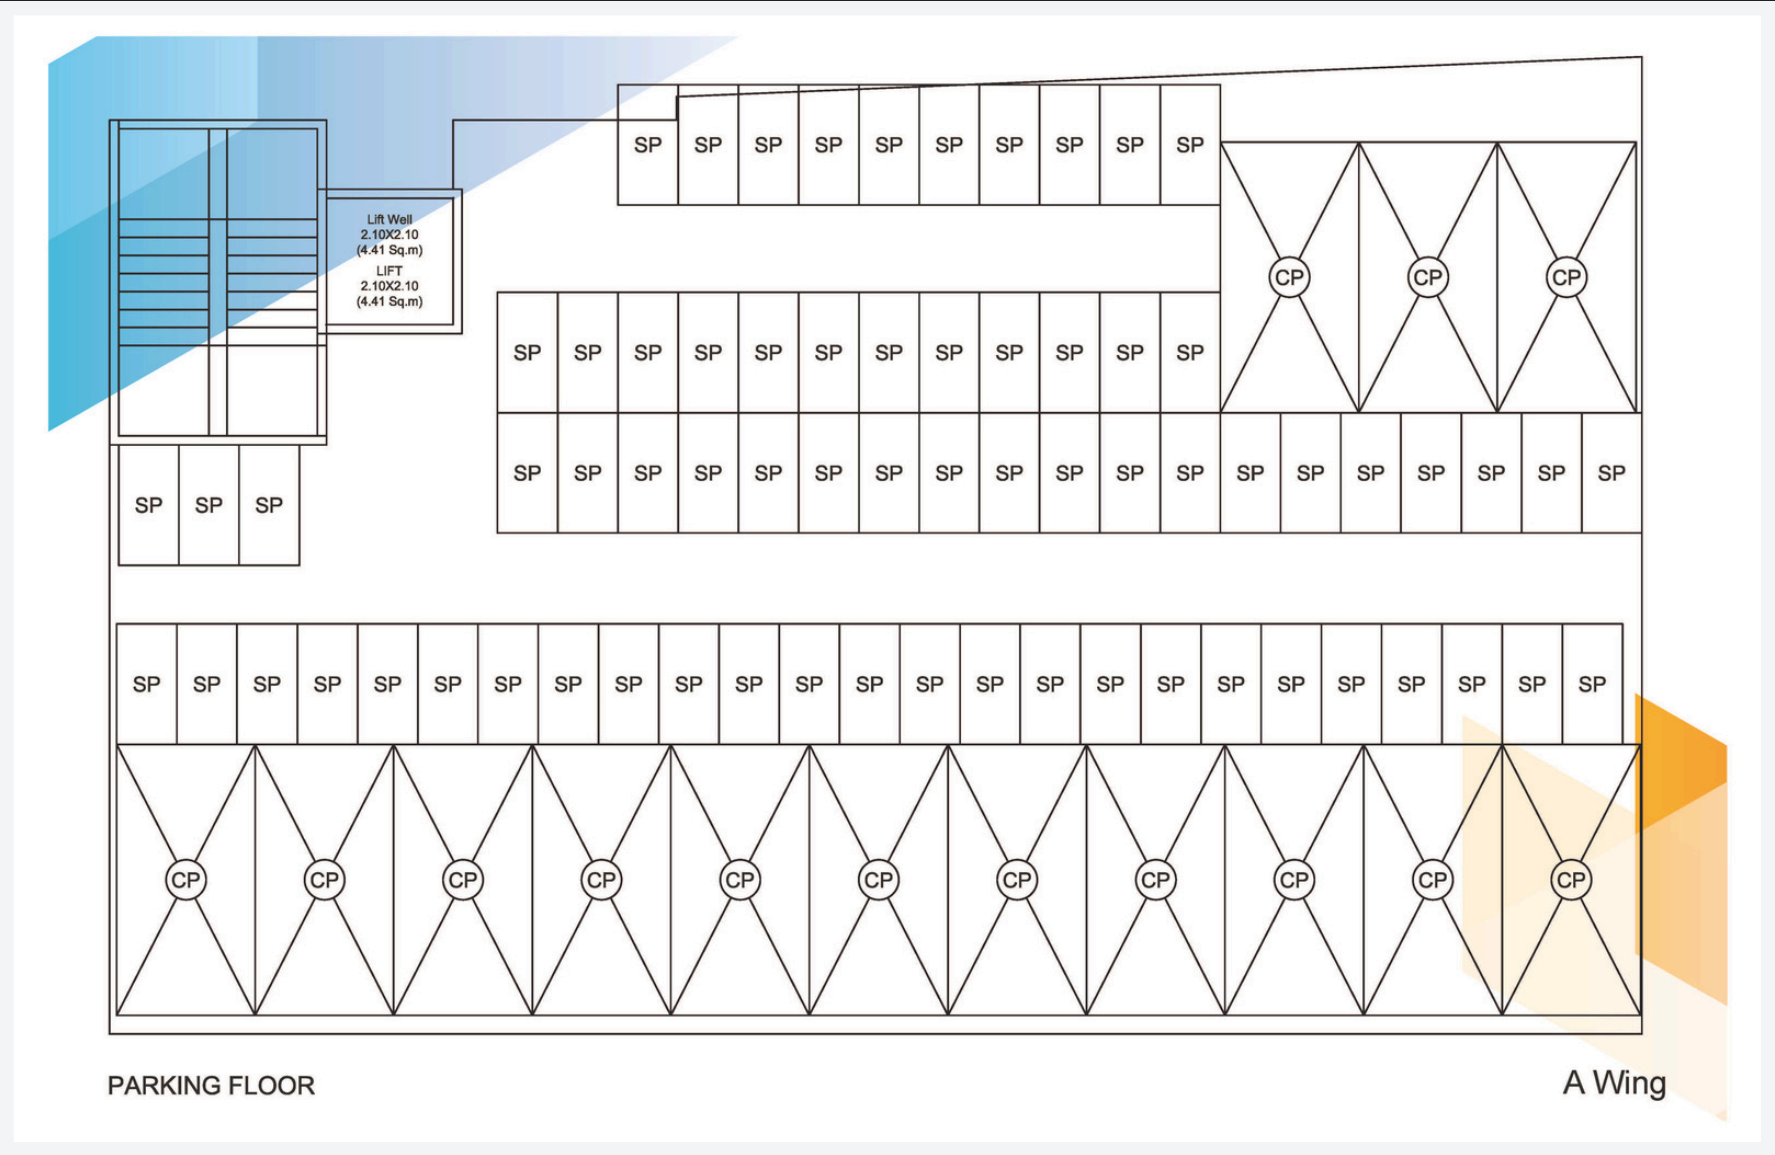 SP SP SP SP SP SP SP SP SP SP
Lift Well
2.10X2.10
(4.41 Sq.m)
LIFT
2.10X2.10
(4.41 Sq.m)
CP CP CP
SP SP SP SP SP SP SP SP SP SP SP SP
SP SP SP SP SP SP SP SP SP SP SP SP SP SP SP SP SP SP SP
SP SP SP
SP SP SP SP SP SP SP SP SP SP SP SP SP SP SP SP SP SP SP SP SP SP SP SP SP
CP CP CP CP CP CP CP CP CP CP CP
PARKING FLOOR
A Wing